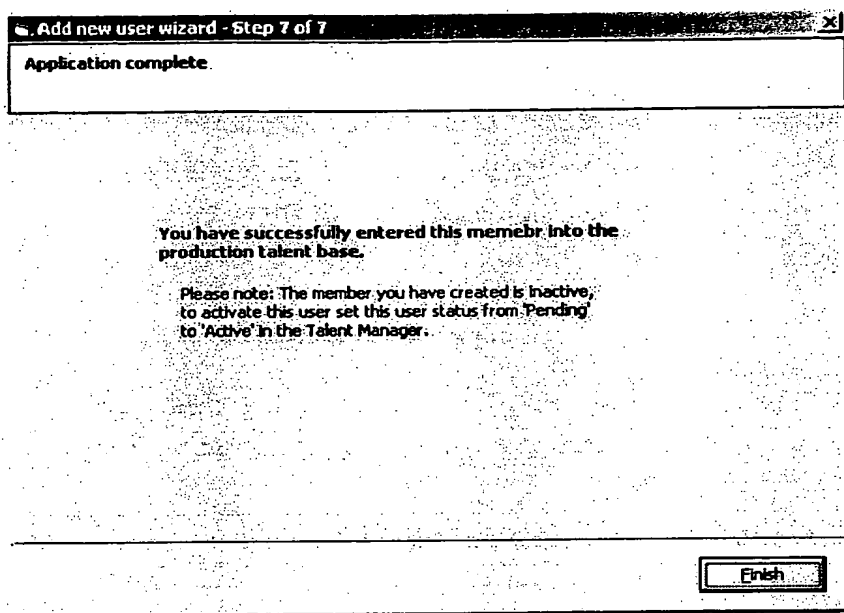 Add new user wizard - Step 7 of 7
Application complete
You have successfully entered this memebr into the
production talent base.
Please note: The member you have created is inactive,
to activate this user set this user status from 'Pending'
to 'Active' in the Talent Manager.
Finish